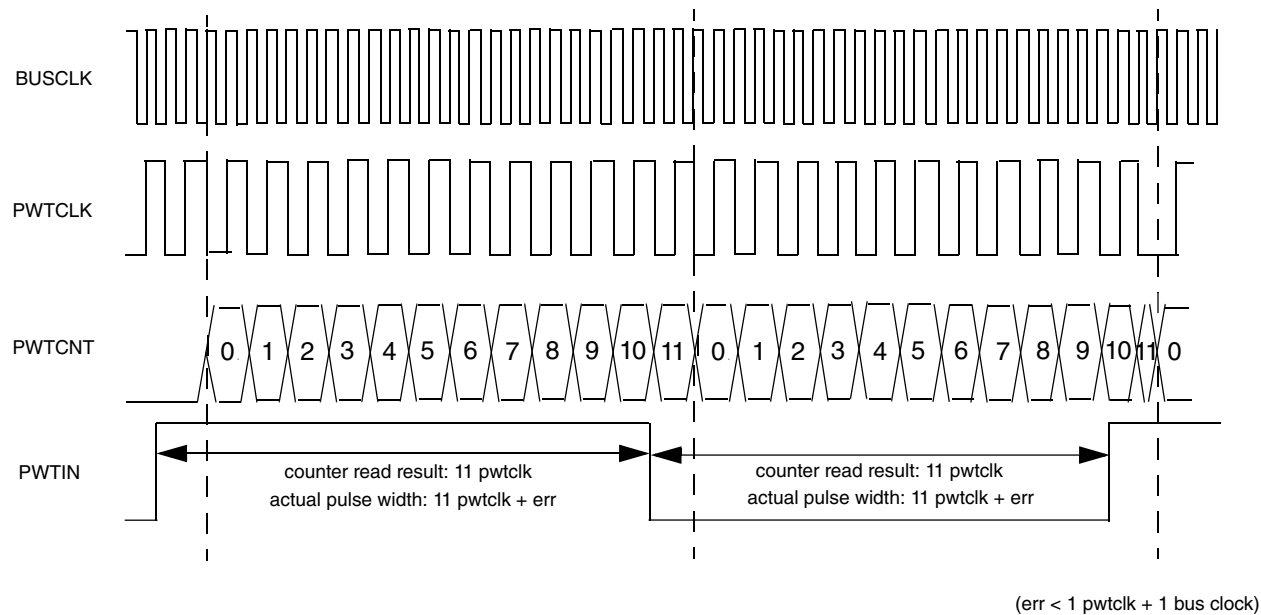 BUSCLK
PWTCLK
PWTCNT 0 1 2 3 4 5 6 7 8 9 10 11 0 1 2 3 4 5 6 7 8 9 10 11 0
PWTIN
counter read result: 11 pwtclk
actual pulse width: 11 pwtclk + err
counter read result: 11 pwtclk
actual pulse width: 11 pwtclk + err
(err < 1 pwtclk + 1 bus clock)